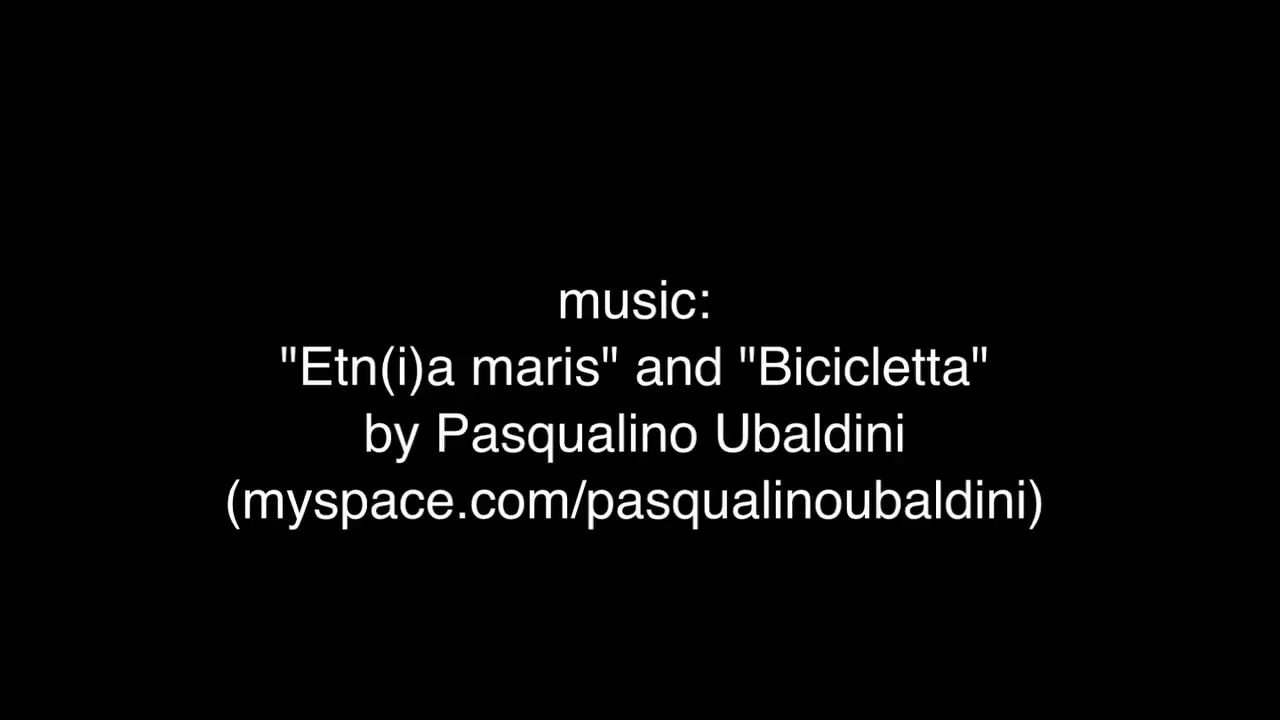 music:
"Etn(i)a maris" and "Bicicletta"
by Pasqualino Ubaldini
(myspace.com/pasqualinoubaldini)